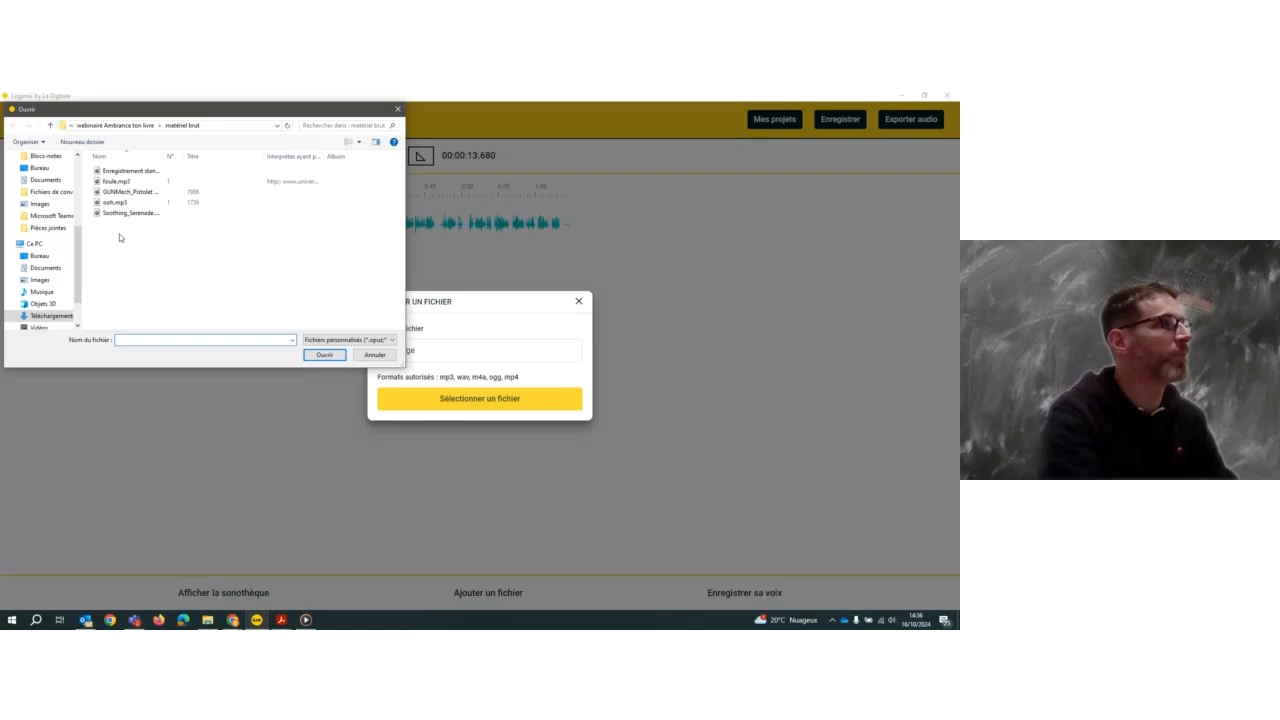 Logimix by La Digitale
Ouvrir
webinaire Ambiance ton livre › matériel brut
Rechercher dans : matériel brut
Organiser
Nouveau dossier
Mes projets
Enregistrer
Exporter audio
00:00:13.680
Nom
N°
Titre
Interprètes ayant p...
Album
Blocs-notes
Bureau
Documents
Fichiers de conv
Images
Microsoft Teams
Pièces jointes
Ce PC
Bureau
Documents
Images
Musique
Objets 3D
Téléchargement
Vidéos
Enregistrement stan...
foule.mp3 1
GUNMech_Pistolet ... 1986
ooh.mp3 1 1736
Soothing_Serenade....
Nom du fichier :
Fichiers personnalisés (*.opus;*
Ouvrir
Annuler
R UN FICHIER
ichier
ge
Formats autorisés : mp3, wav, m4a, ogg, mp4
Sélectionner un fichier
Afficher la sonothèque
Ajouter un fichier
Enregistrer sa voix
20°C Nuageux
14:36
16/10/2024